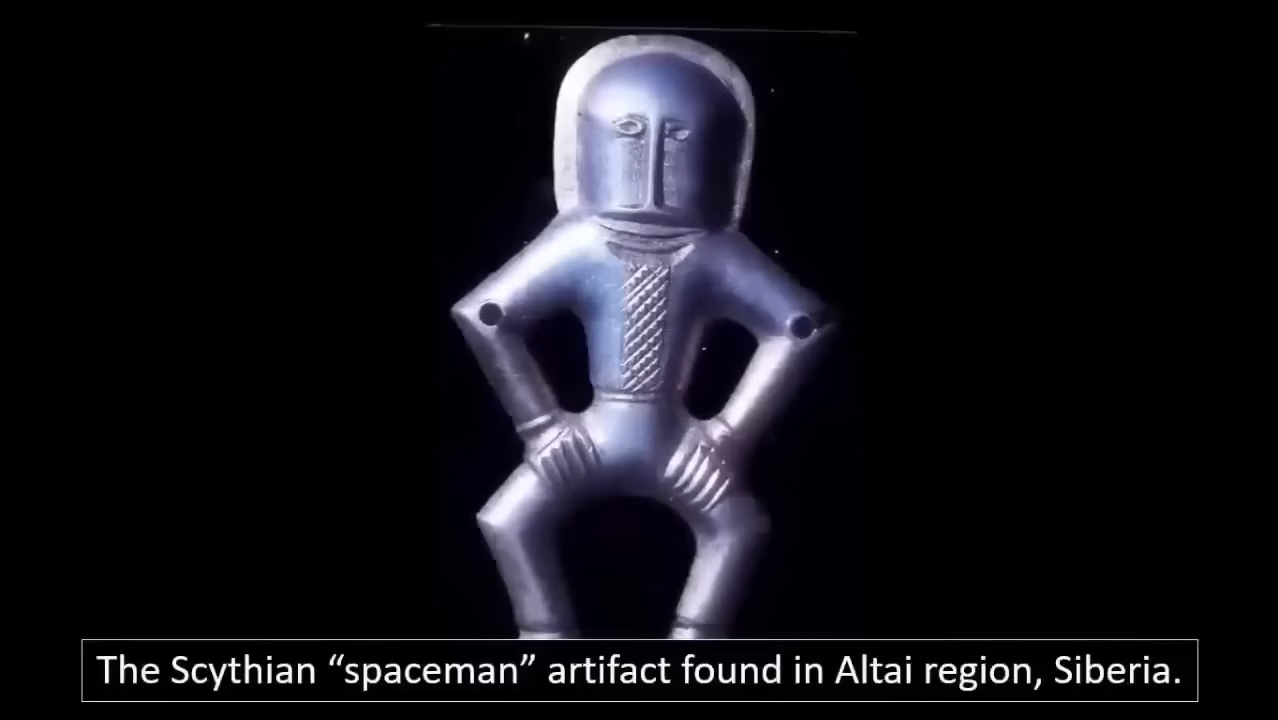 The Scythian “spaceman” artifact found in Altai region, Siberia.